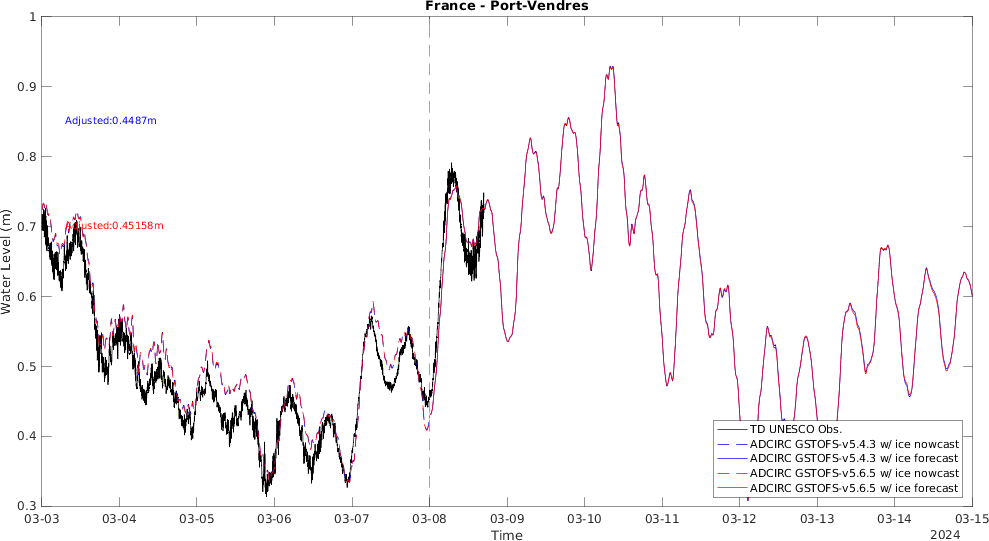 France - Port-Vendres
Water Level (m)
1
0.9
0.8
0.7
0.6
0.5
0.4
0.3
Adjusted:0.4487m
Adjusted:0.45158m
TD UNESCO Obs.
ADCIRC GSTOFS-v5.4.3 w/ ice nowcast
ADCIRC GSTOFS-v5.4.3 w/ ice forecast
ADCIRC GSTOFS-v5.6.5 w/ ice nowcast
ADCIRC GSTOFS-v5.6.5 w/ ice forecast
03-03 03-04 03-05 03-06 03-07 03-08 03-09 03-10 03-11 03-12 03-13 03-14 03-15
Time
2024